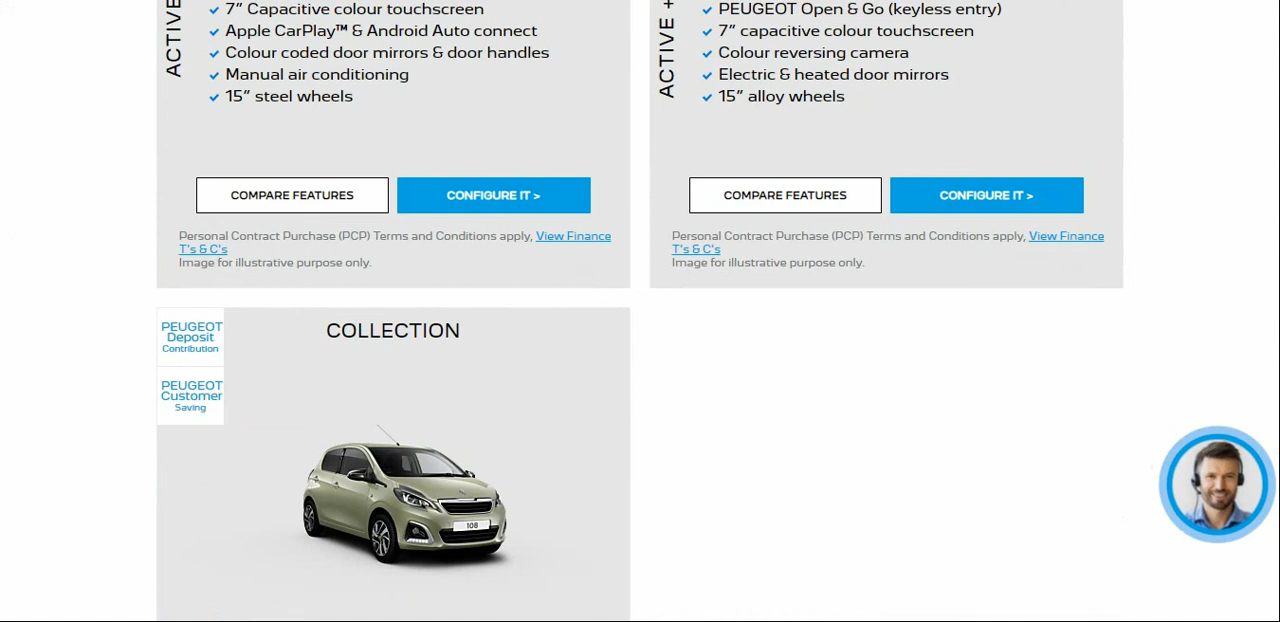 ACTIVE
7" Capacitive colour touchscreen
Apple CarPlay™ & Android Auto connect
Colour coded door mirrors & door handles
Manual air conditioning
15" steel wheels
COMPARE FEATURES
CONFIGURE IT >
Personal Contract Purchase (PCP) Terms and Conditions apply, View Finance
T's & C's
Image for illustrative purpose only.
ACTIVE +
PEUGEOT Open & Go (keyless entry)
7" capacitive colour touchscreen
Colour reversing camera
Electric & heated door mirrors
15" alloy wheels
COMPARE FEATURES
CONFIGURE IT >
Personal Contract Purchase (PCP) Terms and Conditions apply, View Finance
T's & C's
Image for illustrative purpose only.
PEUGEOT
Deposit
Contribution
PEUGEOT
Customer
Saving
COLLECTION
108